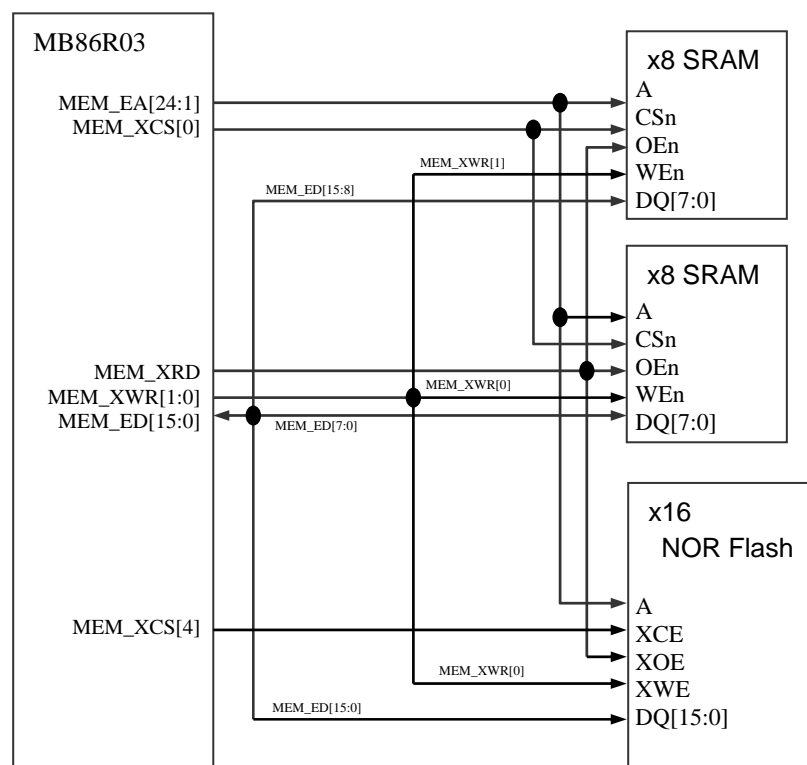 MB86R03
MEM_EA[24:1]
MEM_XCS[0]
MEM_XRD
MEM_XWR[1:0]
MEM_ED[15:0]
MEM_XCS[4]
MEM_XWR[1]
MEM_ED[15:8]
MEM_XWR[0]
MEM_ED[7:0]
MEM_XWR[0]
MEM_ED[15:0]
x8 SRAM
A
CSn
OEn
WEn
DQ[7:0]
x8 SRAM
A
CSn
OEn
WEn
DQ[7:0]
x16
NOR Flash
A
XCE
XOE
XWE
DQ[15:0]